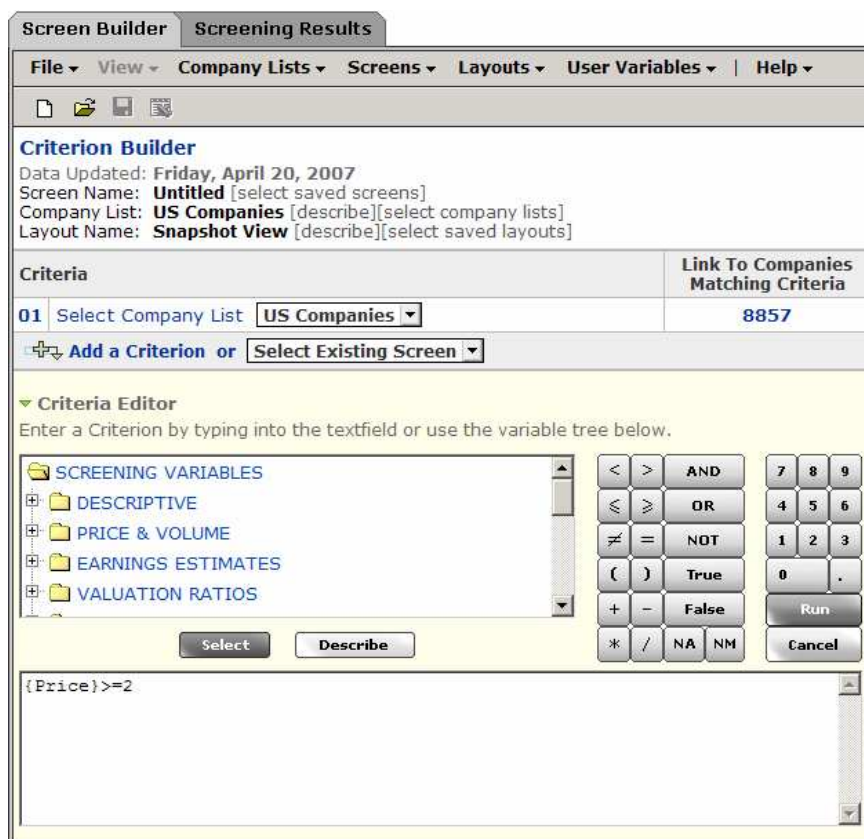 Screen Builder Screening Results
File View Company Lists Screens Layouts User Variables | Help
Criterion Builder
Data Updated: Friday, April 20, 2007
Screen Name: Untitled [select saved screens]
Company List: US Companies [describe][select company lists]
Layout Name: Snapshot View [describe][select saved layouts]
Criteria Link To Companies
Matching Criteria
01 Select Company List US Companies 8857
Add a Criterion or Select Existing Screen
Criteria Editor
Enter a Criterion by typing into the textfield or use the variable tree below.
SCREENING VARIABLES < > AND 7 8 9
DESCRIPTIVE ≤ ≥ OR 4 5 6
PRICE & VOLUME ≠ = NOT 1 2 3
EARNINGS ESTIMATES ( ) True 0 .
VALUATION RATIOS + - False Run
Select Describe * / NA NM Cancel
{Price}>=2